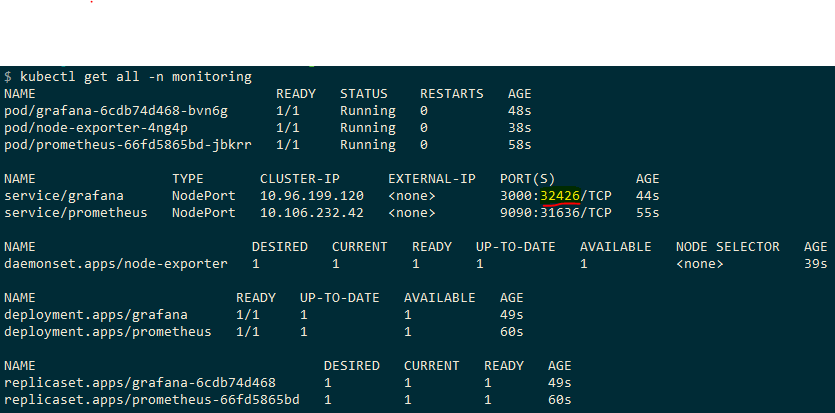 $ kubectl get all -n monitoring
NAME READY STATUS RESTARTS AGE
pod/grafana-6cdb74d468-bvn6g 1/1 Running 0 48s
pod/node-exporter-4ng4p 1/1 Running 0 38s
pod/prometheus-66fd5865bd-jbkrr 1/1 Running 0 58s
NAME TYPE CLUSTER-IP EXTERNAL-IP PORT(S) AGE
service/grafana NodePort 10.96.199.120 <none> 3000:32426/TCP 44s
service/prometheus NodePort 10.106.232.42 <none> 9090:31636/TCP 55s
NAME DESIRED CURRENT READY UP-TO-DATE AVAILABLE NODE SELECTOR AGE
daemonset.apps/node-exporter 1 1 1 1 1 <none> 39s
NAME READY UP-TO-DATE AVAILABLE AGE
deployment.apps/grafana 1/1 1 1 49s
deployment.apps/prometheus 1/1 1 1 60s
NAME DESIRED CURRENT READY AGE
replicaset.apps/grafana-6cdb74d468 1 1 1 49s
replicaset.apps/prometheus-66fd5865bd 1 1 1 60s